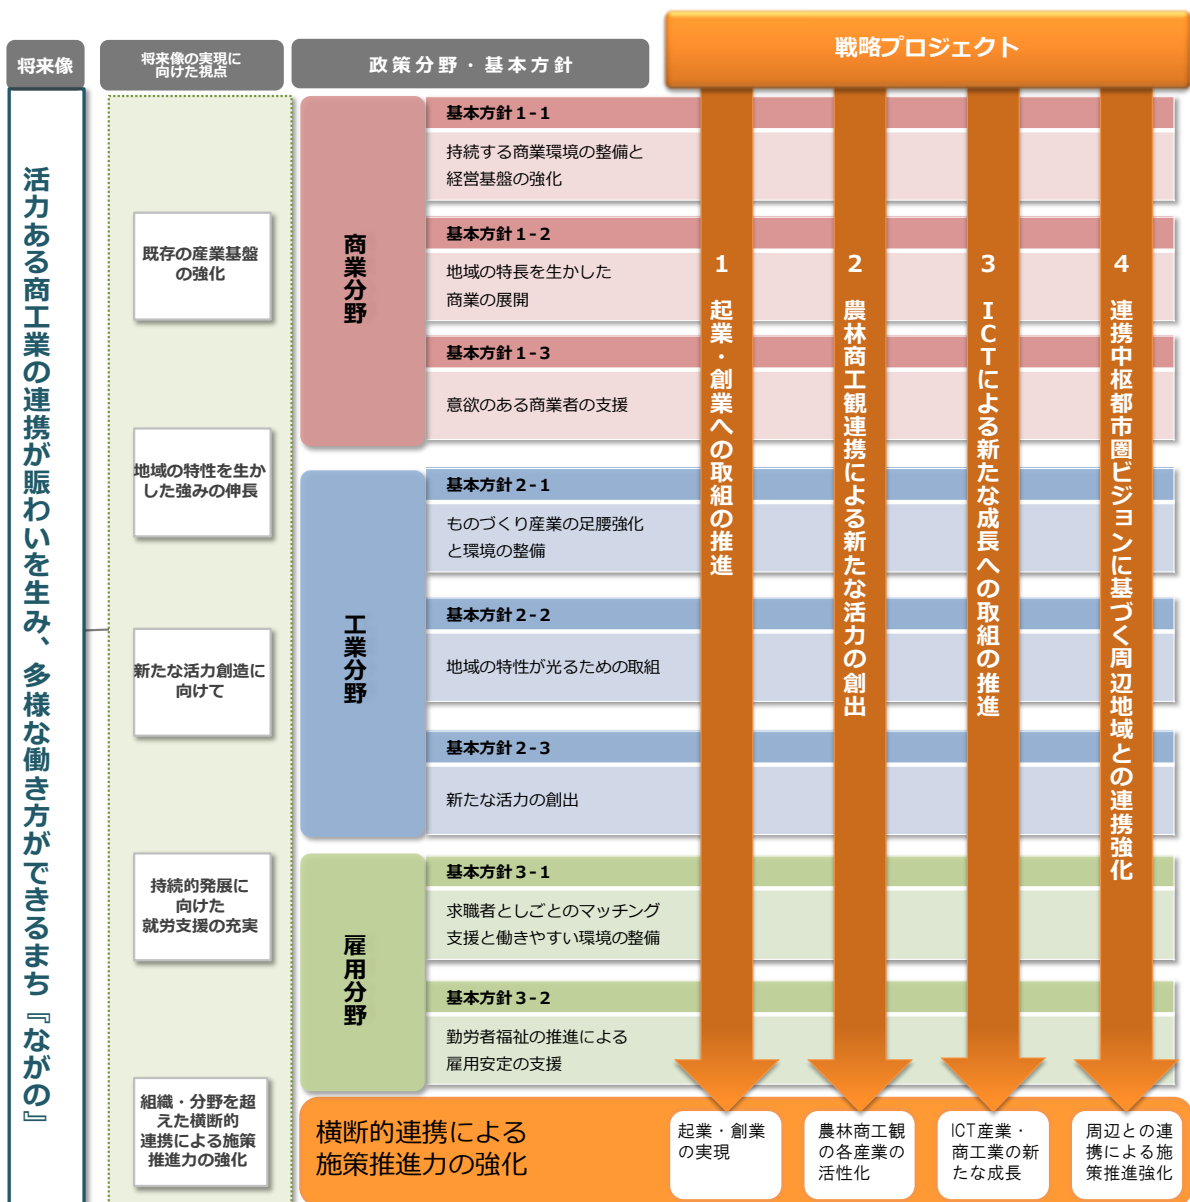 将来像
将来像の実現に
向けた視点
政策分野・基本方針
戦略プロジェクト
活力ある商工業の連携が賑わいを生み、多様な働き方ができるまち『ながの』
既存の産業基盤
の強化
地域の特性を生か
した強みの伸長
新たな活力創造に
向けて
持続的発展に
向けた
就労支援の充実
組織・分野を超
えた横断的
連携による施策
推進力の強化
商業分野
基本方針1-1
持続する商業環境の整備と
経営基盤の強化
基本方針1-2
地域の特長を生かした
商業の展開
基本方針1-3
意欲のある商業者の支援
工業分野
基本方針2-1
ものづくり産業の足腰強化
と環境の整備
基本方針2-2
地域の特性が光るための取組
基本方針2-3
新たな活力の創出
雇用分野
基本方針3-1
求職者としごとのマッチング
支援と働きやすい環境の整備
基本方針3-2
勤労者福祉の推進による
雇用安定の支援
1 起業・創業への取組の推進
2 農林商工観連携による新たな活力の創出
3 ICTによる新たな成長への取組の推進
4 連携中枢都市圏ビジョンに基づく周辺地域との連携強化
横断的連携による
施策推進力の強化
起業・創業
の実現
農林商工観
の各産業の
活性化
ICT産業・
商工業の新
たな成長
周辺との連
携による施
策推進強化